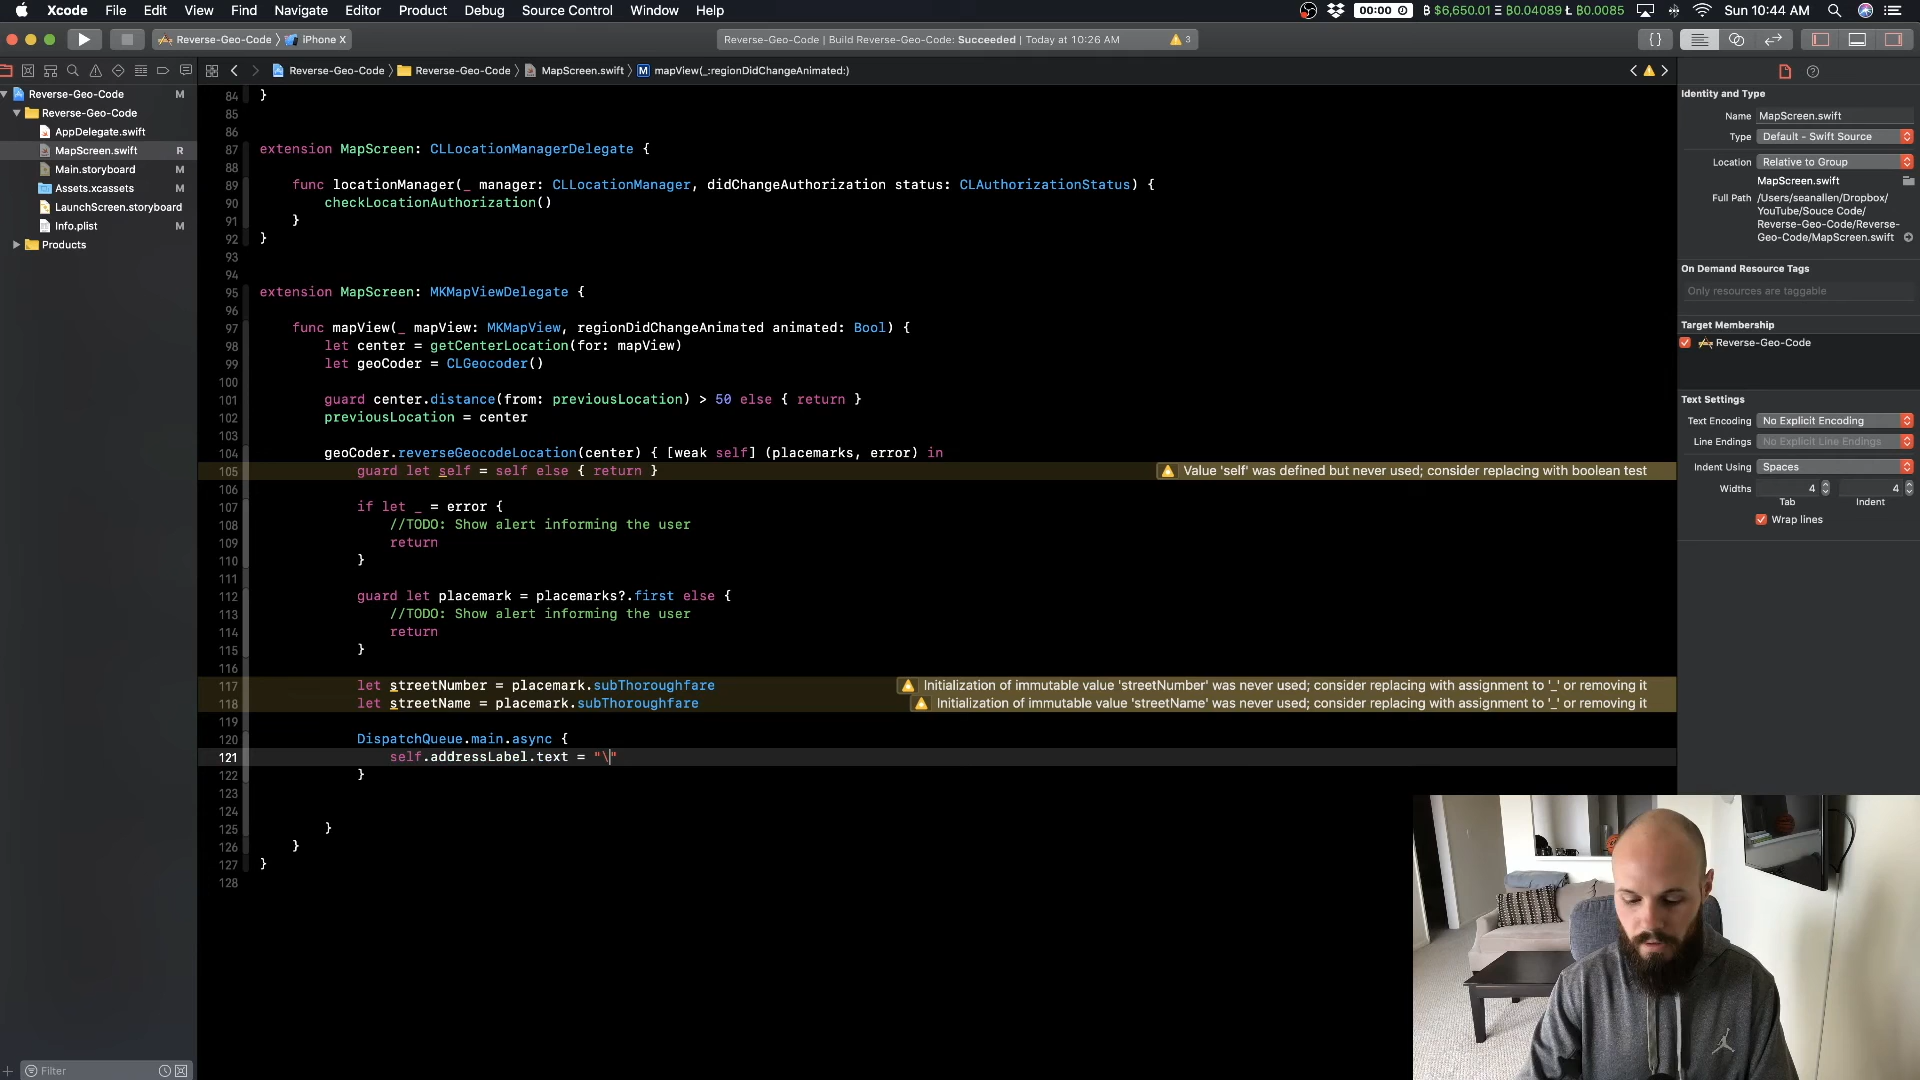 Xcode File Edit View Find Navigate Editor Product Debug Source Control Window Help
00:00 Ƀ $6,650.01 Ξ Ƀ0.04089 Ł Ƀ0.0085 Sun 10:44 AM
Reverse-Geo-Code iPhone X
Reverse-Geo-Code | Build Reverse-Geo-Code: Succeeded | Today at 10:26 AM 3
Reverse-Geo-Code Reverse-Geo-Code MapScreen.swift M mapView(_:regionDidChangeAnimated:)
Reverse-Geo-Code M
Reverse-Geo-Code
AppDelegate.swift
MapScreen.swift R
Main.storyboard M
Assets.xcassets M
LaunchScreen.storyboard M
Info.plist M
Products
Filter
84 }
85
86
87 extension MapScreen: CLLocationManagerDelegate {
88
89 func locationManager(_ manager: CLLocationManager, didChangeAuthorization status: CLAuthorizationStatus) {
90 checkLocationAuthorization()
91 }
92 }
93
94
95 extension MapScreen: MKMapViewDelegate {
96
97 func mapView(_ mapView: MKMapView, regionDidChangeAnimated animated: Bool) {
98 let center = getCenterLocation(for: mapView)
99 let geoCoder = CLGeocoder()
100
101 guard center.distance(from: previousLocation) > 50 else { return }
102 previousLocation = center
103
104 geoCoder.reverseGeocodeLocation(center) { [weak self] (placemarks, error) in
105 guard let self = self else { return } Value 'self' was defined but never used; consider replacing with boolean test
106
107 if let _ = error {
108 //TODO: Show alert informing the user
109 return
110 }
111
112 guard let placemark = placemarks?.first else {
113 //TODO: Show alert informing the user
114 return
115 }
116
117 let streetNumber = placemark.subThoroughfare Initialization of immutable value 'streetNumber' was never used; consider replacing with assignment to '_' or removing it
118 let streetName = placemark.subThoroughfare Initialization of immutable value 'streetName' was never used; consider replacing with assignment to '_' or removing it
119
120 DispatchQueue.main.async {
121 self.addressLabel.text = "\"
122 }
123
124
125 }
126 }
127 }
128
Identity and Type
Name MapScreen.swift
Type Default - Swift Source
Location Relative to Group
MapScreen.swift
Full Path /Users/seanallen/Dropbox/
YouTube/Souce Code/
Reverse-Geo-Code/Reverse-
Geo-Code/MapScreen.swift
On Demand Resource Tags
Only resources are taggable
Target Membership
Reverse-Geo-Code
Text Settings
Text Encoding No Explicit Encoding
Line Endings No Explicit Line Endings
Indent Using Spaces
Widths 4 4
Tab Indent
Wrap lines